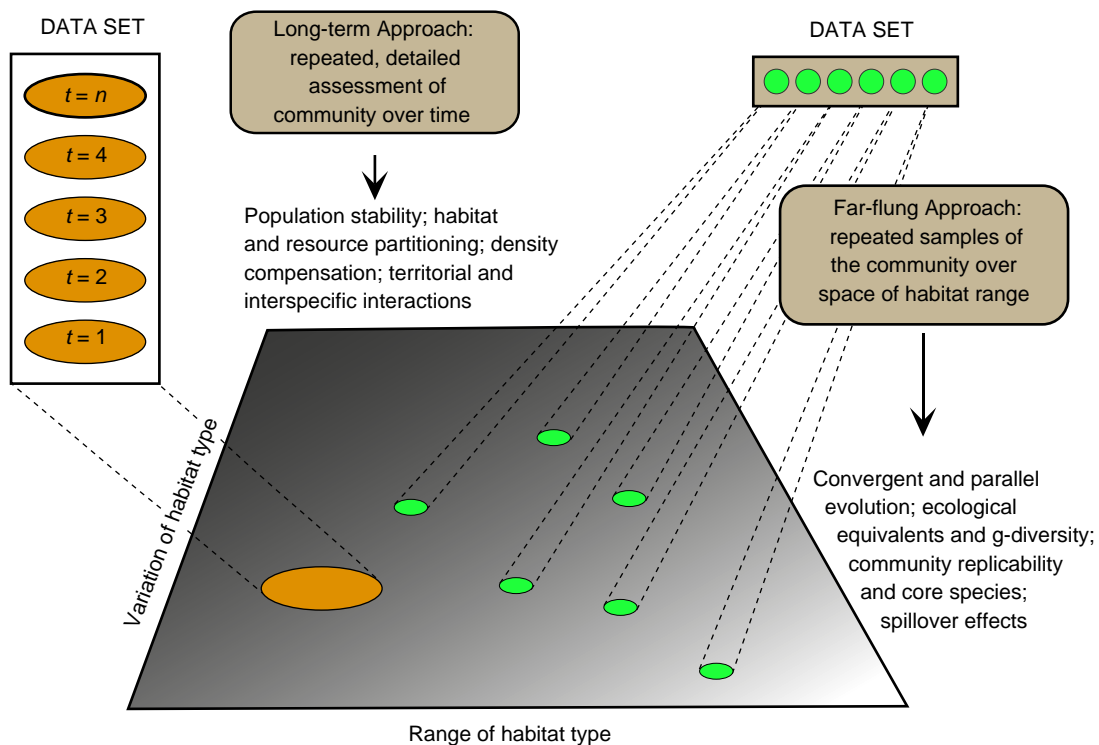 DATA SET
t = n
t = 4
t = 3
t = 2
t = 1
Long-term Approach:
repeated, detailed
assessment of
community over time
Population stability; habitat
and resource partitioning; density
compensation; territorial and
interspecific interactions
DATA SET
Far-flung Approach:
repeated samples of
the community over
space of habitat range
Convergent and parallel
evolution; ecological
equivalents and g-diversity;
community replicability
and core species;
spillover effects
Variation of habitat type
Range of habitat type